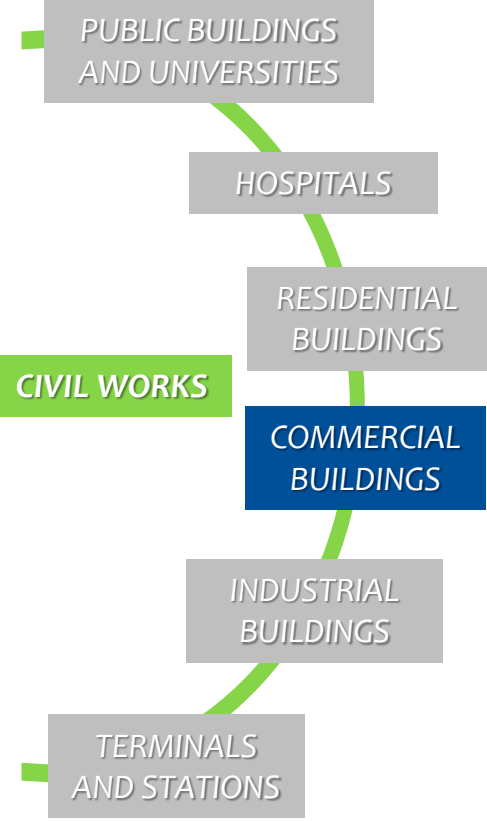 PUBLIC BUILDINGS
AND UNIVERSITIES
HOSPITALS
RESIDENTIAL
BUILDINGS
CIVIL WORKS
COMMERCIAL
BUILDINGS
INDUSTRIAL
BUILDINGS
TERMINALS
AND STATIONS